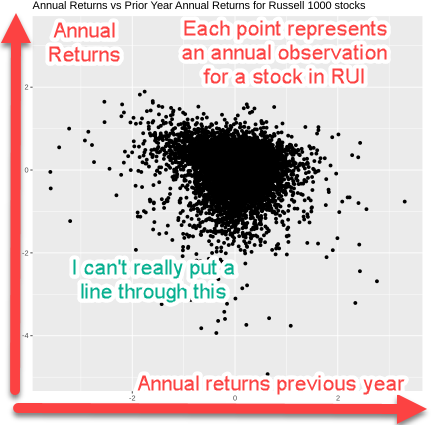 Annual Returns vs Prior Year Annual Returns for Russell 1000 stocks
Annual
Returns
Each point represents
an annual observation
for a stock in RUI
2
0
-2
-4
I can't really put a
line through this
Annual returns previous year
-2
0
2